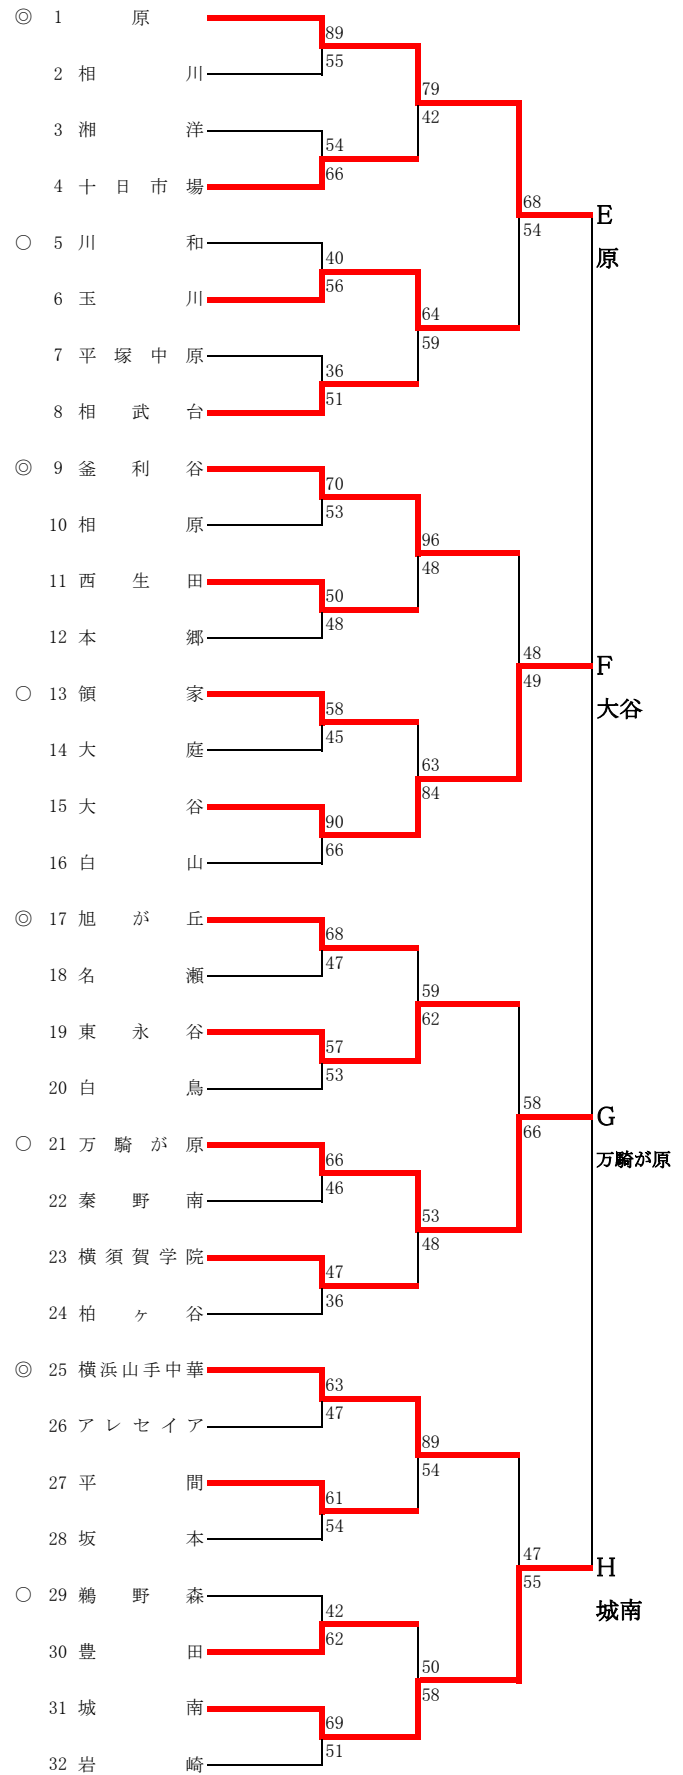 ◎ 1 原
89
55
2 相川
79
42
3 湘洋
54
66
4 十日市場
68
54
E
原
○ 5 川和
40
56
6 玉川
64
59
7 平塚中原
36
51
8 相武台
◎ 9 釜利谷
70
53
10 相原
96
48
11 西生田
50
48
12 本郷
48
49
F
大谷
○ 13 領家
58
45
14 大庭
63
84
15 大谷
90
66
16 白山
◎ 17 旭が丘
68
47
18 名瀬
59
62
19 東永谷
57
53
20 白鳥
58
66
G
万騎が原
○ 21 万騎が原
66
46
22 秦野南
53
48
23 横須賀学院
47
36
24 柏ヶ谷
◎ 25 横浜山手中華
63
47
26 アレセイア
89
54
27 平間
61
54
28 坂本
47
55
H
城南
○ 29 鵜野森
42
62
30 豊田
50
58
31 城南
69
51
32 岩崎